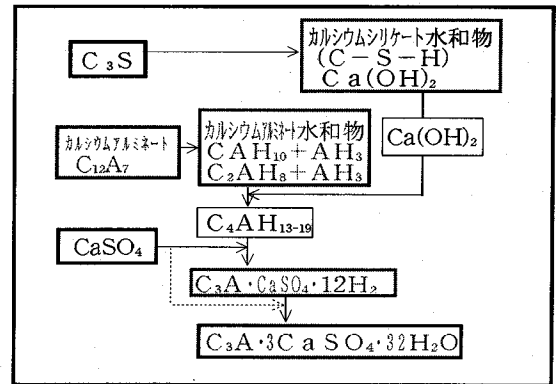 C₃S
カルシウムシリケート水和物
(C-S-H)
Ca(OH)₂
カルシウムアルミネート
C₁₂A₇
カルシウムアルミネート水和物
CAH₁₀+AH₃
C₂AH₈+AH₃
Ca(OH)₂
C₄AH₁₃₋₁₉
CaSO₄
C₃A・CaSO₄・12H₂
C₃A・3CaSO₄・32H₂O